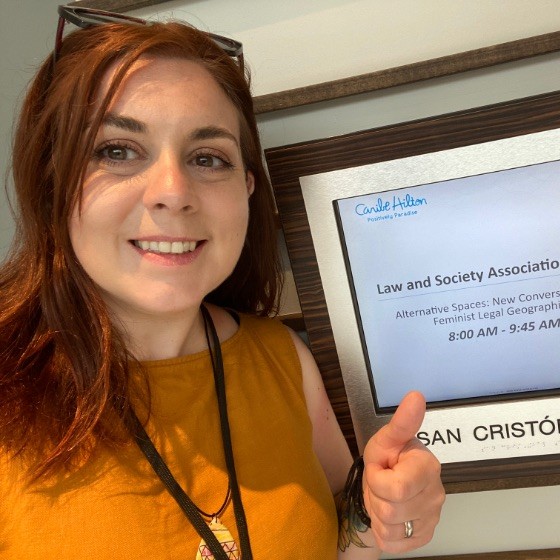 Caribe Hilton
Positively Paradise
Law and Society Association
Alternative Spaces: New Convers
Feminist Legal Geographi
8:00 AM - 9:45 AM
SAN CRISTÓ